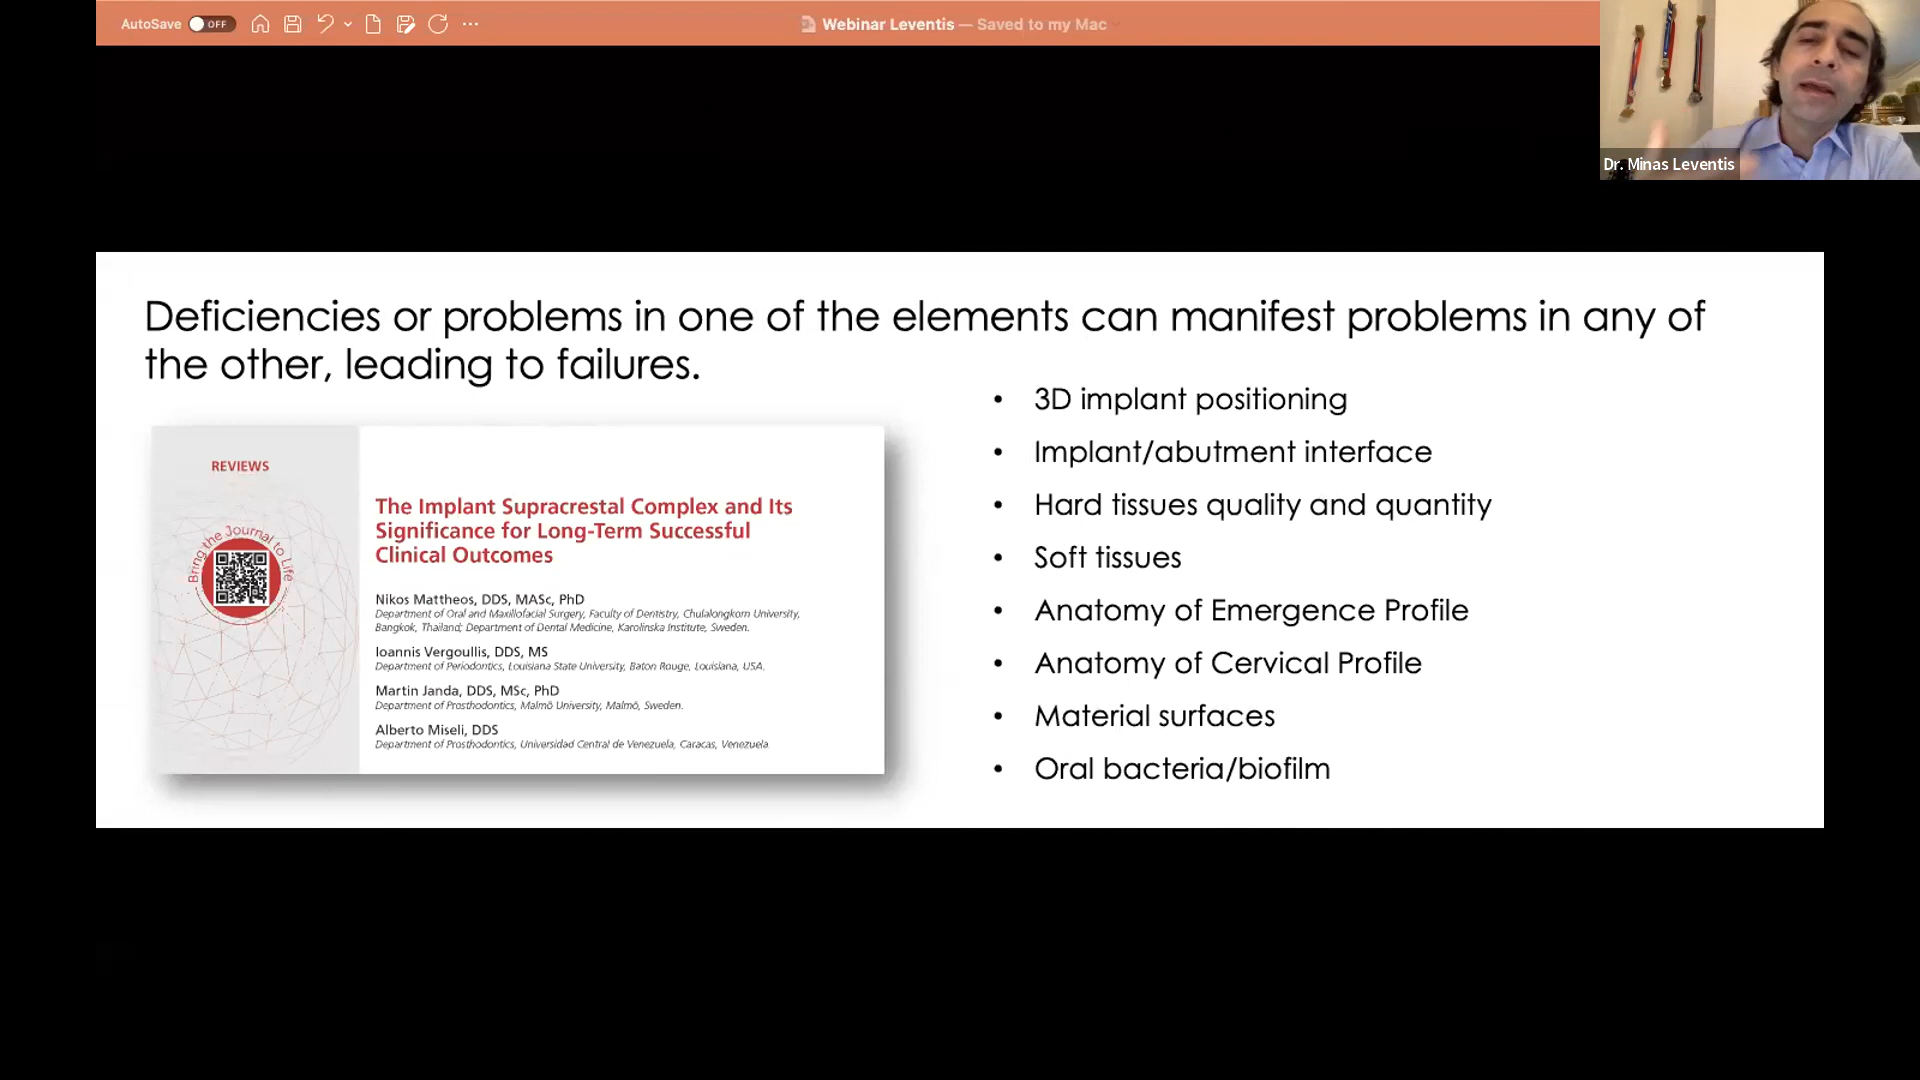 AutoSave OFF
Webinar Leventis — Saved to my Mac
Dr. Minas Leventis
Deficiencies or problems in one of the elements can manifest problems in any of
the other, leading to failures.
REVIEWS
Bring the Journal to Life
The Implant Supracrestal Complex and Its
Significance for Long-Term Successful
Clinical Outcomes
Nikos Mattheos, DDS, MASc, PhD
Department of Oral and Maxillofacial Surgery, Faculty of Dentistry, Chulalongkorn University,
Bangkok, Thailand; Department of Dental Medicine, Karolinska Institute, Sweden.
Ioannis Vergoullis, DDS, MS
Department of Periodontics, Louisiana State University, Baton Rouge, Louisiana, USA.
Martin Janda, DDS, MSc, PhD
Department of Prosthodontics, Malmö University, Malmö, Sweden.
Alberto Miseli, DDS
Department of Prosthodontics, Universidad Central de Venezuela, Caracas, Venezuela.
• 3D implant positioning
• Implant/abutment interface
• Hard tissues quality and quantity
• Soft tissues
• Anatomy of Emergence Profile
• Anatomy of Cervical Profile
• Material surfaces
• Oral bacteria/biofilm